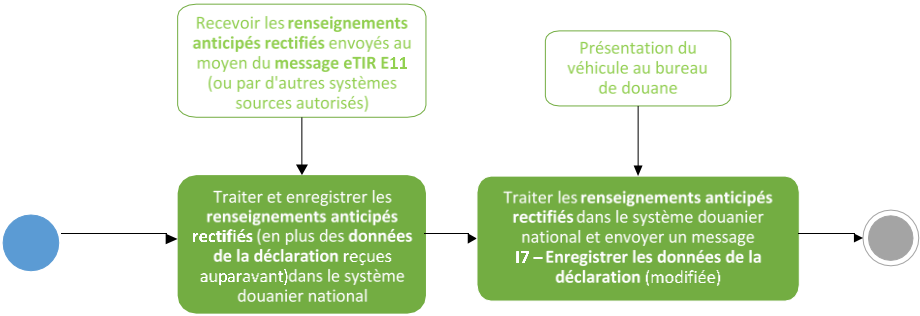 Recevoir les renseignements
anticipés rectifiés envoyés au
moyen du message eTIR E11
(ou par d'autres systèmes
sources autorisés)
Présentation du
véhicule au bureau
de douane
Traiter et enregistrer les
renseignements anticipés
rectifiés (en plus des données
de la déclaration reçues
auparavant)dans le système
douanier national
Traiter les renseignements anticipés
rectifiés dans le système douanier
national et envoyer un message
I7 – Enregistrer les données de la
déclaration (modifiée)